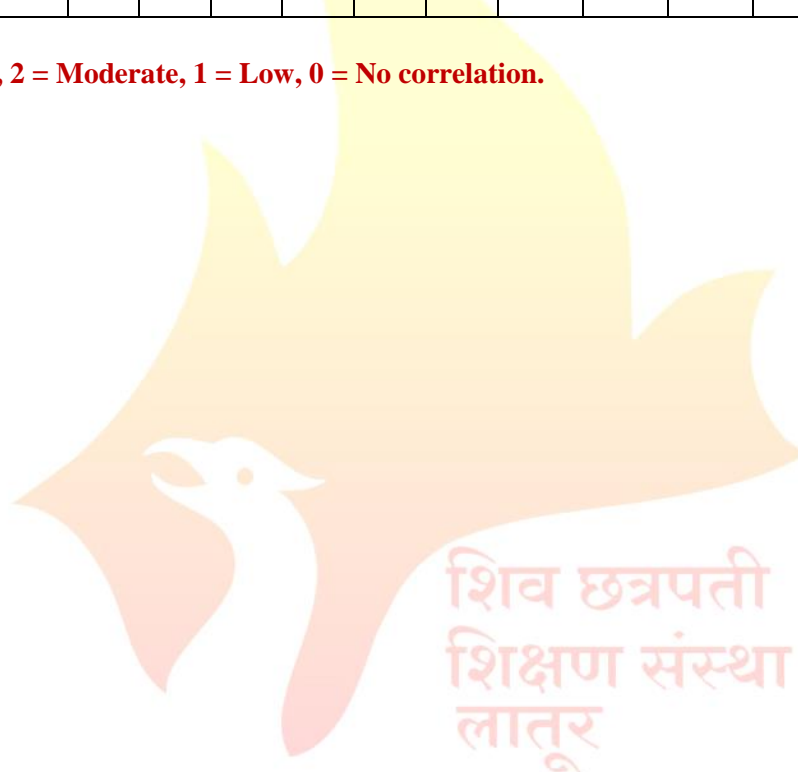 , 2 = Moderate, 1 = Low, 0 = No correlation.
शिव छत्रपती
शिक्षण संस्था
लातूर